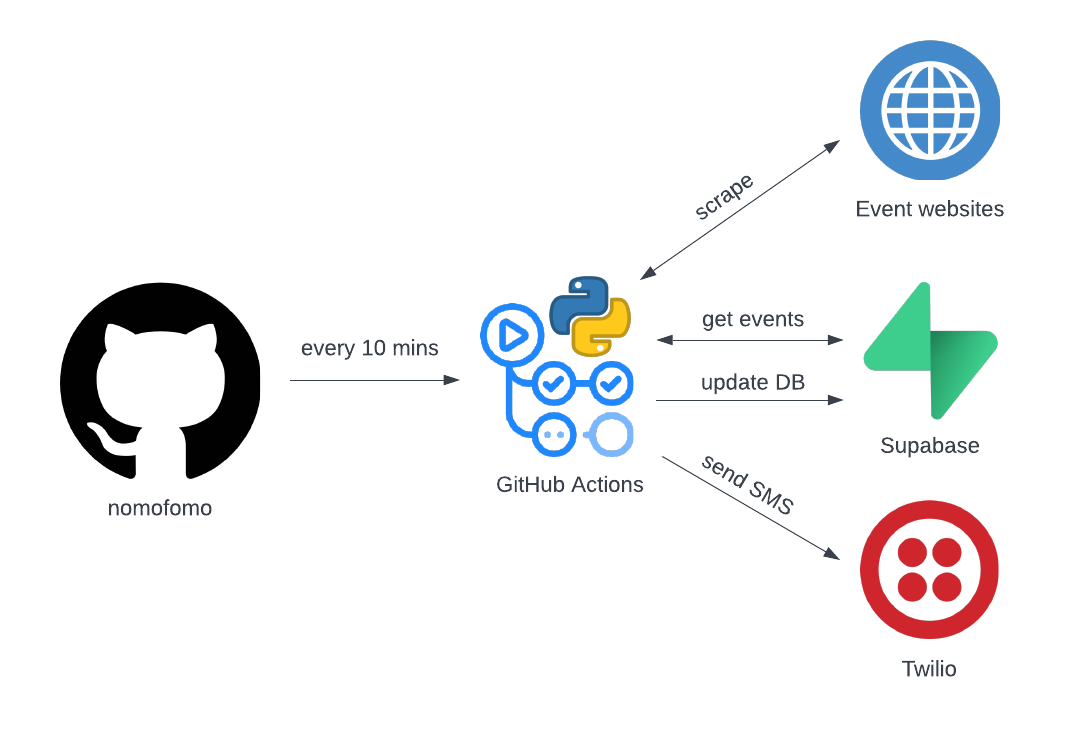 Event websites
scrape
every 10 mins
get events
update DB
Supabase
send SMS
GitHub Actions
nomofomo
Twilio